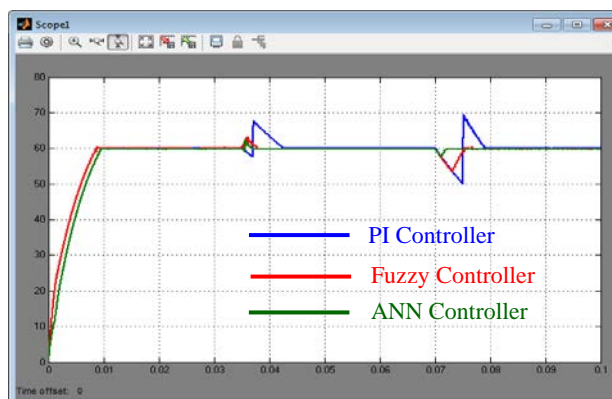 Scope1
80
70
60
50
40
30
20
10
0
PI Controller
Fuzzy Controller
ANN Controller
0 0.01 0.02 0.03 0.04 0.05 0.06 0.07 0.08 0.09 0.1
Time offset: 0